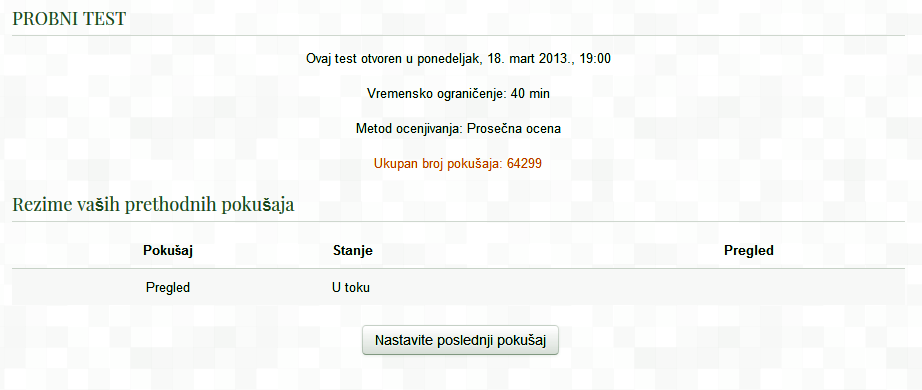 PROBNI TEST
Ovaj test otvoren u ponedeljak, 18. mart 2013., 19:00
Vremensko ograničenje: 40 min
Metod ocenjivanja: Prosečna ocena
Ukupan broj pokušaja: 64299
Rezime vaših prethodnih pokušaja
Pokušaj Stanje Pregled
Pregled U toku
Nastavite poslednji pokušaj